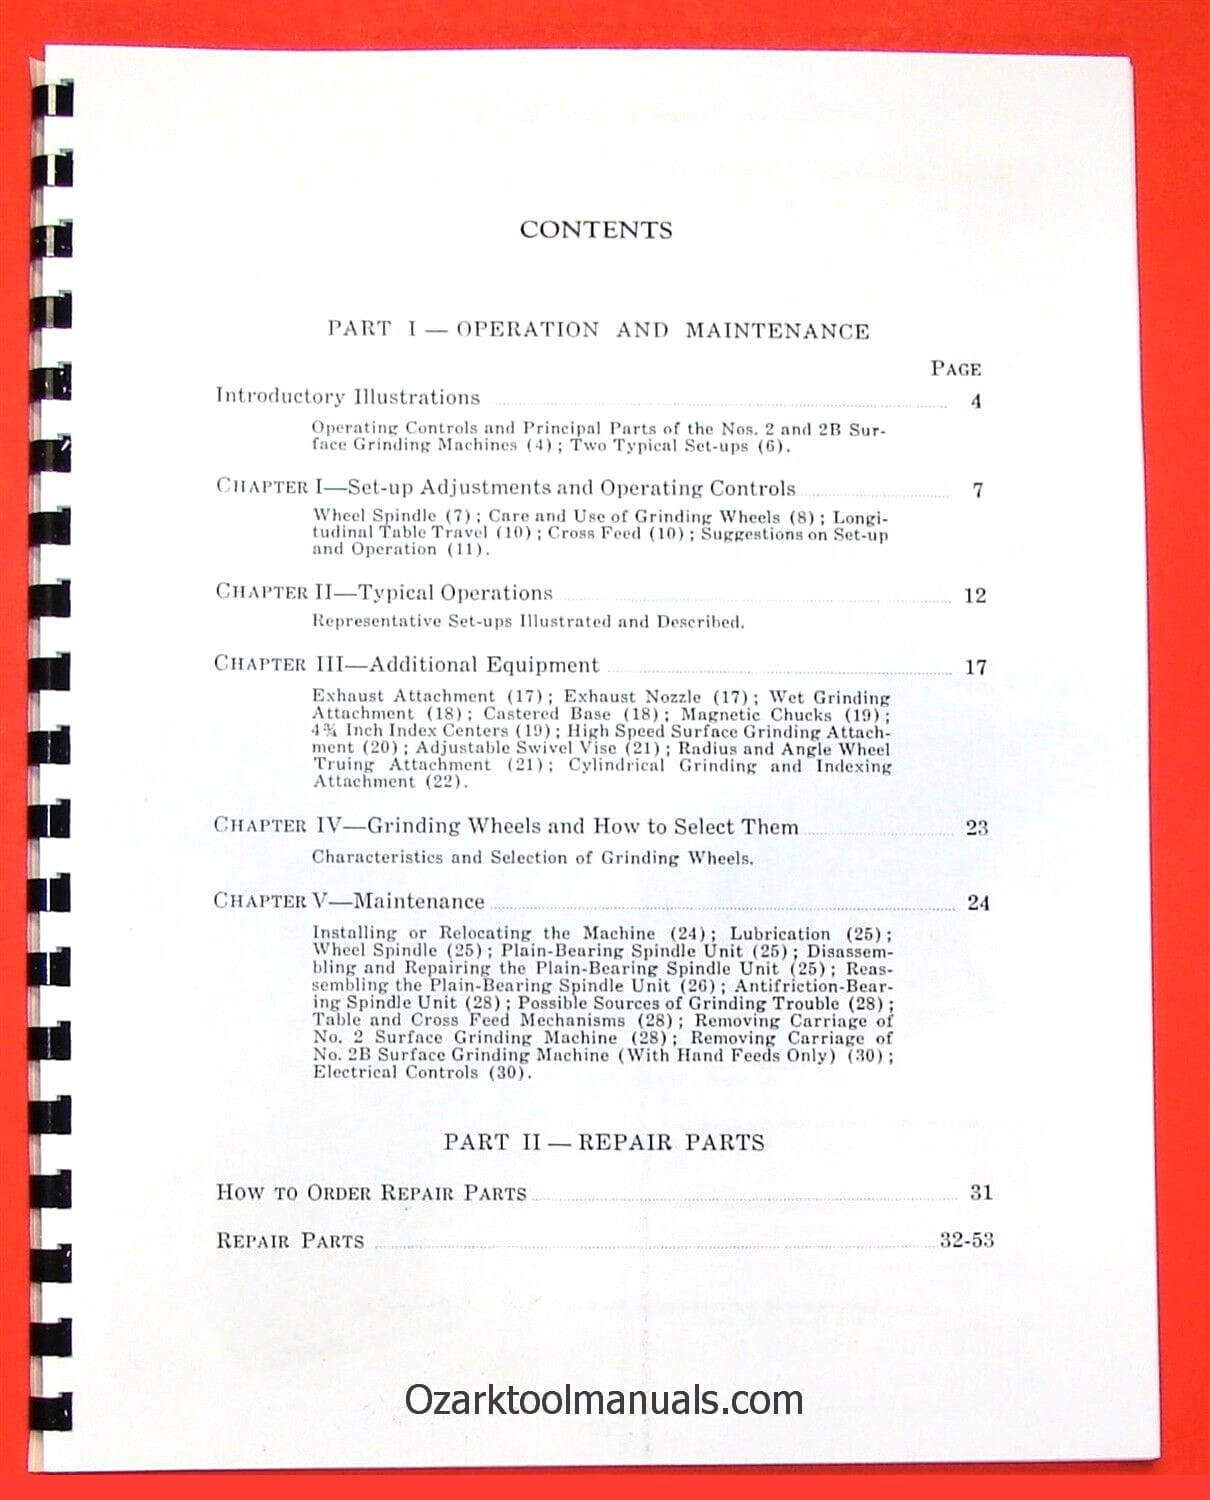 CONTENTS
PART I — OPERATION AND MAINTENANCE
PAGE
Introductory Illustrations 4
Operating Controls and Principal Parts of the Nos. 2 and 2B Sur-
face Grinding Machines (4); Two Typical Set-ups (6).
CHAPTER I—Set-up Adjustments and Operating Controls 7
Wheel Spindle (7); Care and Use of Grinding Wheels (8); Longi-
tudinal Table Travel (10); Cross Feed (10); Suggestions on Set-up
and Operation (11).
CHAPTER II—Typical Operations 12
Representative Set-ups Illustrated and Described.
CHAPTER III—Additional Equipment 17
Exhaust Attachment (17); Exhaust Nozzle (17); Wet Grinding
Attachment (18); Castered Base (18); Magnetic Chucks (19);
4¾ Inch Index Centers (19); High Speed Surface Grinding Attach-
ment (20); Adjustable Swivel Vise (21); Radius and Angle Wheel
Truing Attachment (21); Cylindrical Grinding and Indexing
Attachment (22).
CHAPTER IV—Grinding Wheels and How to Select Them 23
Characteristics and Selection of Grinding Wheels.
CHAPTER V—Maintenance 24
Installing or Relocating the Machine (24); Lubrication (25);
Wheel Spindle (25); Plain-Bearing Spindle Unit (25); Disassem-
bling and Repairing the Plain-Bearing Spindle Unit (25); Reas-
sembling the Plain-Bearing Spindle Unit (26); Antifriction-Bear-
ing Spindle Unit (28); Possible Sources of Grinding Trouble (28);
Table and Cross Feed Mechanisms (28); Removing Carriage of
No. 2 Surface Grinding Machine (28); Removing Carriage of
No. 2B Surface Grinding Machine (With Hand Feeds Only) (30);
Electrical Controls (30).
PART II — REPAIR PARTS
HOW TO ORDER REPAIR PARTS 31
REPAIR PARTS 32-53
Ozarktoolmanuals.com